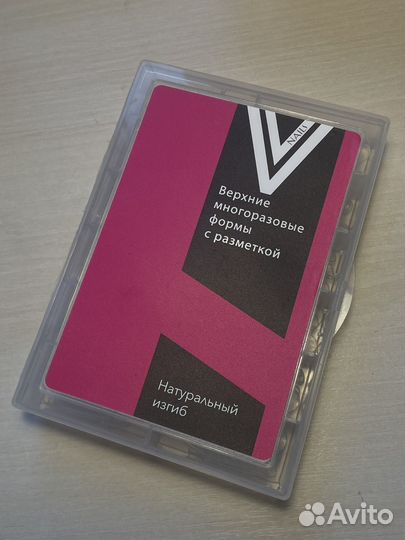 NAILS
Верхние
многоразовые
формы
с разметкой
Натуральный
изгиб
Avito